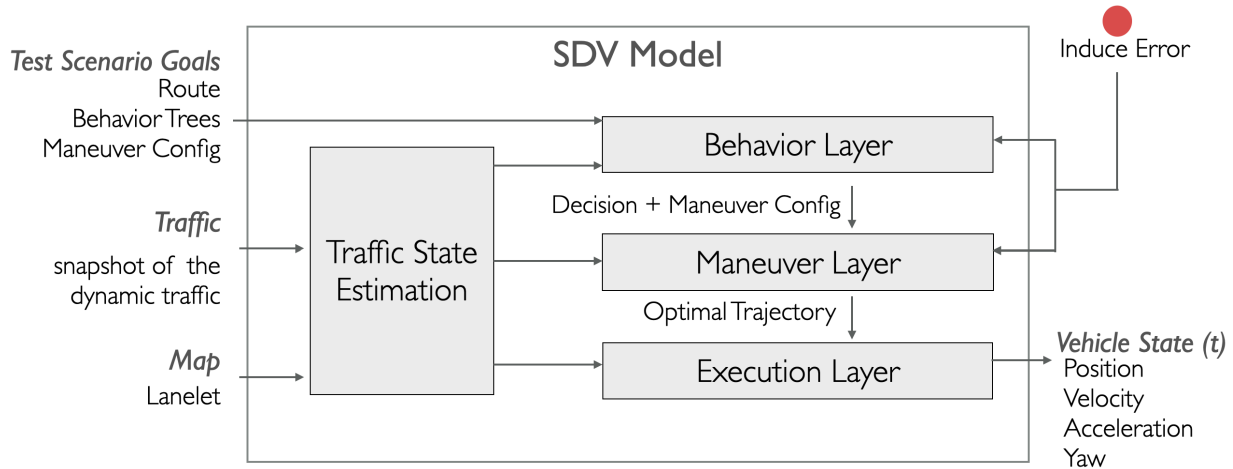 SDV Model
Induce Error
Test Scenario Goals
Route
Behavior Trees
Maneuver Config
Traffic
snapshot of the
dynamic traffic
Map
Lanelet
Traffic State
Estimation
Behavior Layer
Decision + Maneuver Config
Maneuver Layer
Optimal Trajectory
Execution Layer
Vehicle State (t)
Position
Velocity
Acceleration
Yaw